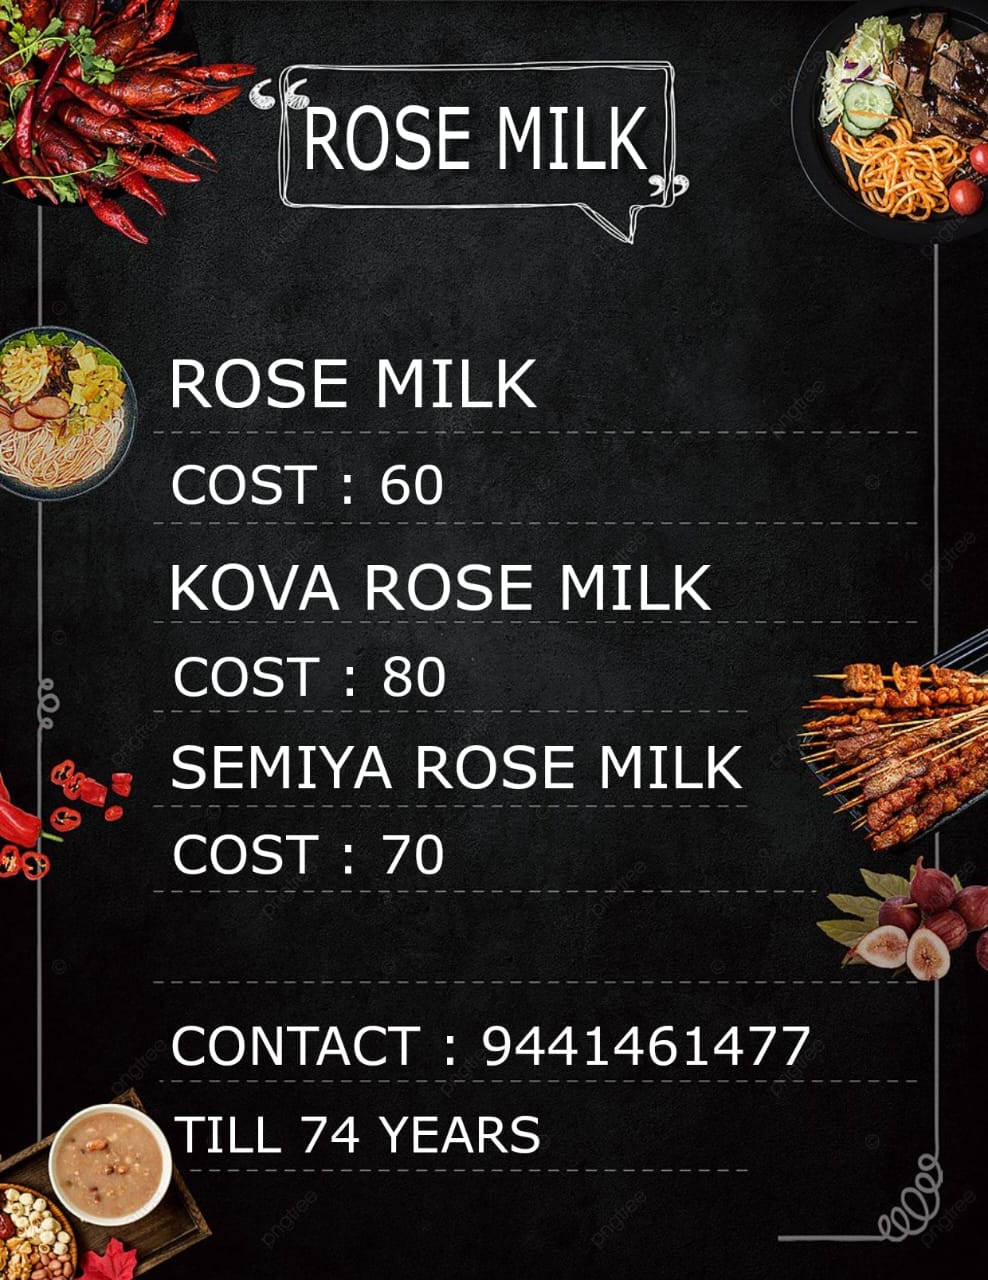 ROSE MILK
ROSE MILK
COST : 60
KOVA ROSE MILK
COST : 80
SEMIYA ROSE MILK
COST : 70
CONTACT : 9441461477
TILL 74 YEARS